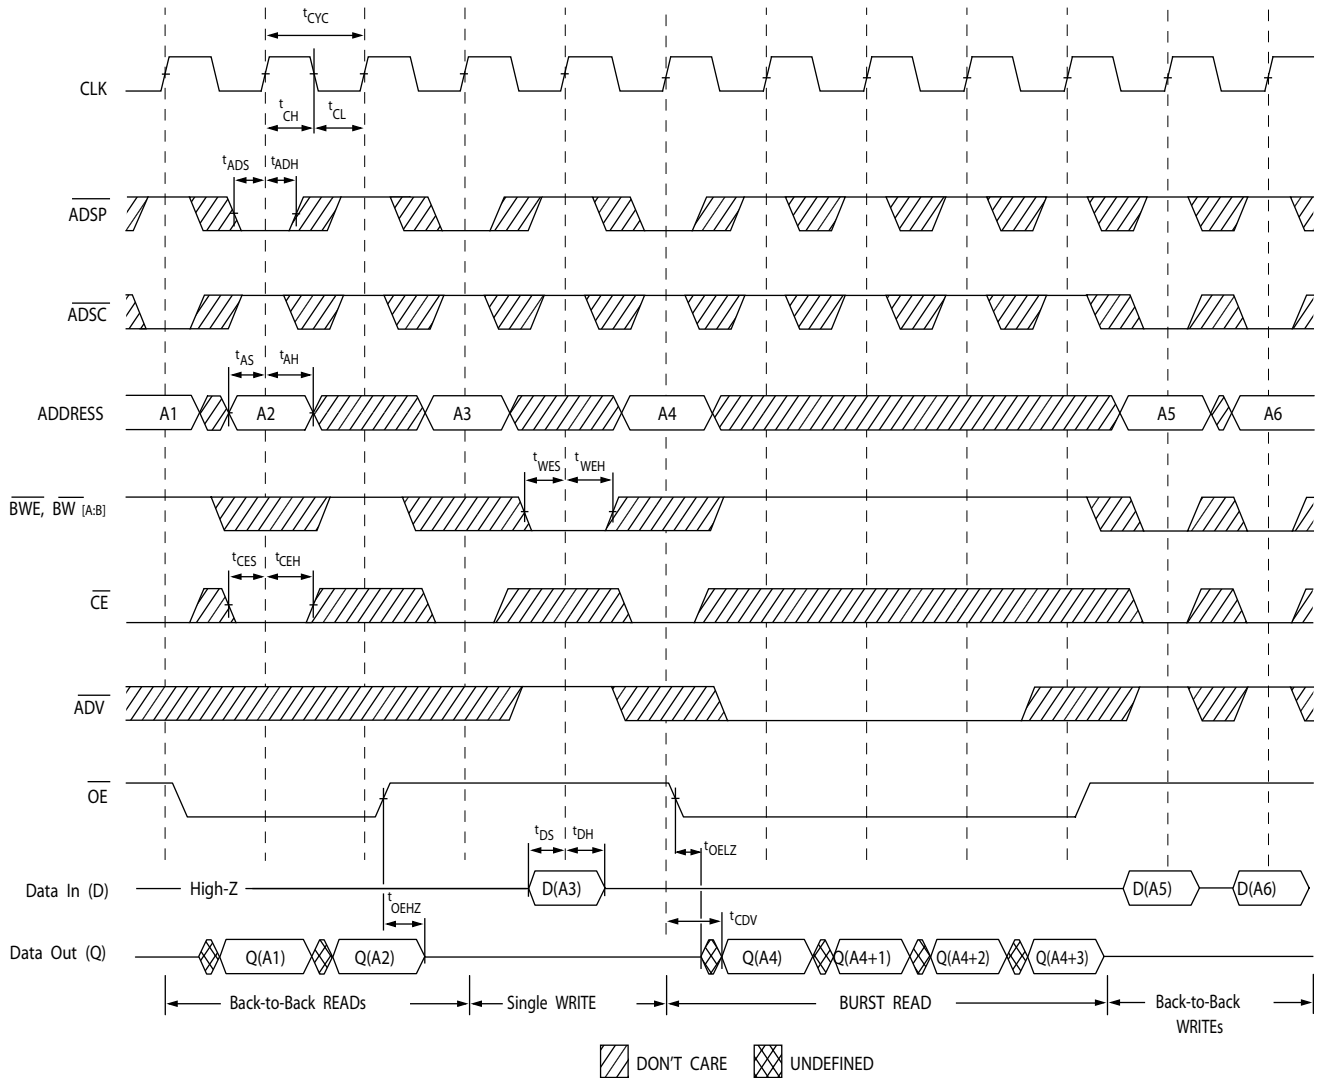 tCYC
CLK
tCH
tCL
tADS
tADH
ADSP
ADSC
tAS
tAH
ADDRESS
A1
A2
A3
A4
A5
A6
tWES
tWEH
BWE, BW [A:B]
tCES
tCEH
CE
ADV
OE
tDS
tDH
tOELZ
Data In (D)
High-Z
D(A3)
D(A5)
D(A6)
tOEHZ
tCDV
Data Out (Q)
Q(A1)
Q(A2)
Q(A4)
Q(A4+1)
Q(A4+2)
Q(A4+3)
Back-to-Back READs
Single WRITE
BURST READ
Back-to-Back
WRITEs
DON'T CARE
UNDEFINED